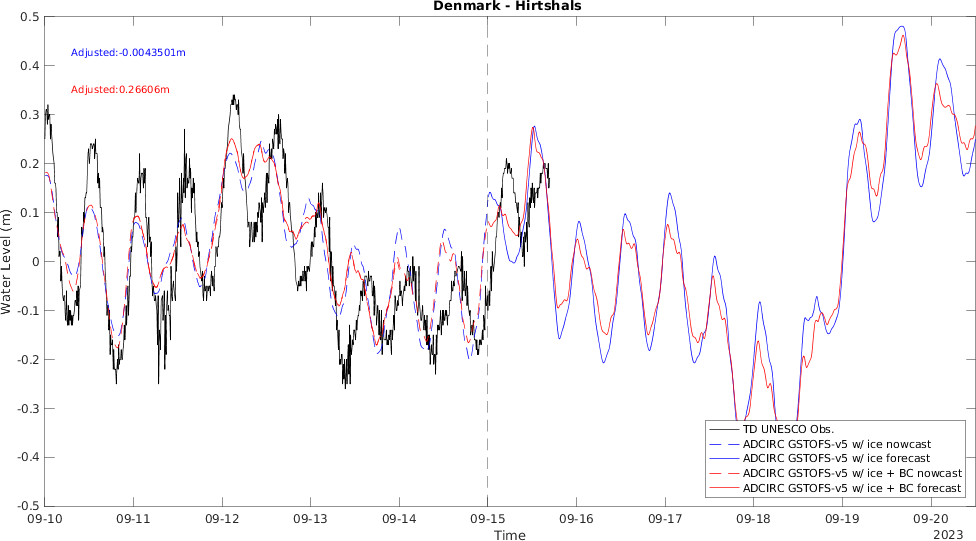 Denmark - Hirtshals
0.5
0.4
0.3
0.2
0.1
0
-0.1
-0.2
-0.3
-0.4
-0.5
Water Level (m)
Adjusted:-0.0043501m
Adjusted:0.26606m
TD UNESCO Obs.
ADCIRC GSTOFS-v5 w/ ice nowcast
ADCIRC GSTOFS-v5 w/ ice forecast
ADCIRC GSTOFS-v5 w/ ice + BC nowcast
ADCIRC GSTOFS-v5 w/ ice + BC forecast
09-10 09-11 09-12 09-13 09-14 09-15 09-16 09-17 09-18 09-19 09-20
Time
2023